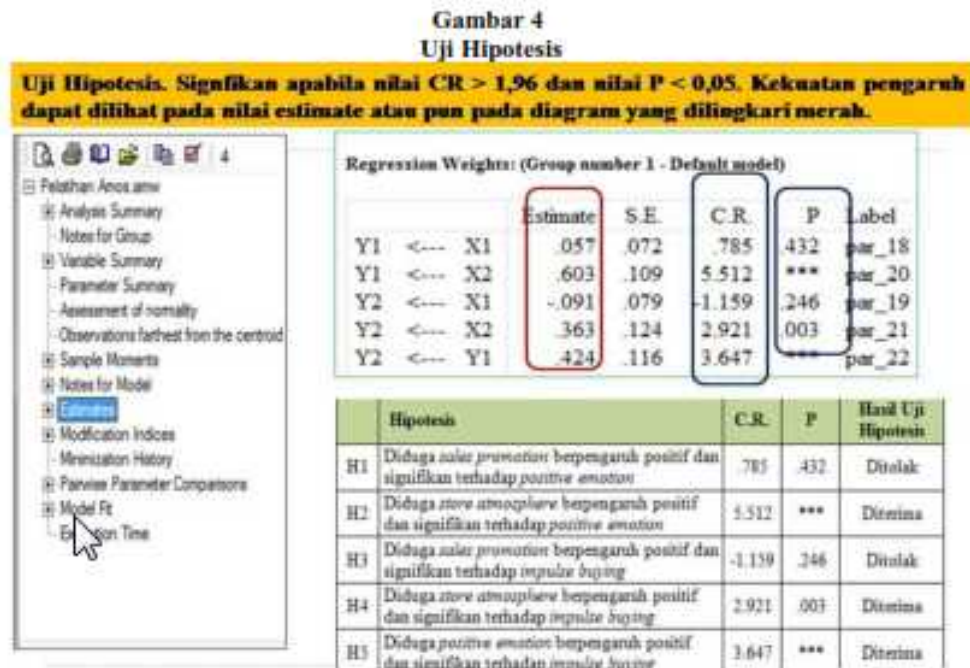 Gambar 4
Uji Hipotesis
Uji Hipotesis. Signfikan apabila nilai CR > 1,96 dan nilai P < 0,05. Kekuatan pengaruh
dapat dilihat pada nilai estimate atau pun pada diagram yang dilingkari merah.
4
Pelatihan Amos.amw
Analysis Summary
Notes for Group
Variable Summary
Parameter Summary
Assessment of normality
Observations farthest from the centroid
Sample Moments
Notes for Model
Estimates
Modification Indices
Minimization History
Pairwise Parameter Comparisons
Model Fit
Time
Regression Weights: (Group number 1 - Default model)
Estimate S.E. C.R. P Label
Y1 <--- X1 .057 .072 .785 .432 par_18
Y1 <--- X2 .603 .109 5.512 *** par_20
Y2 <--- X1 -.091 .079 -1.159 .246 par_19
Y2 <--- X2 .363 .124 2.921 .003 par_21
Y2 <--- Y1 .424 .116 3.647 *** par_22
Hipotesis C.R. P Hasil Uji
Hipotesis
H1 Diduga sales promotion berpengaruh positif dan
signifikan terhadap positive emotion .785 .432 Ditolak
H2 Diduga store atmosphere berpengaruh positif
dan signifikan terhadap positive emotion 5.512 *** Diterima
H3 Diduga sales promotion berpengaruh positif dan
signifikan terhadap impulse buying -1.159 .246 Ditolak
H4 Diduga store atmosphere berpengaruh positif
dan signifikan terhadap impulse buying 2.921 .003 Diterima
H5 Diduga positive emotion berpengaruh positif
dan signifikan terhadap impulse buying 3.647 *** Diterima